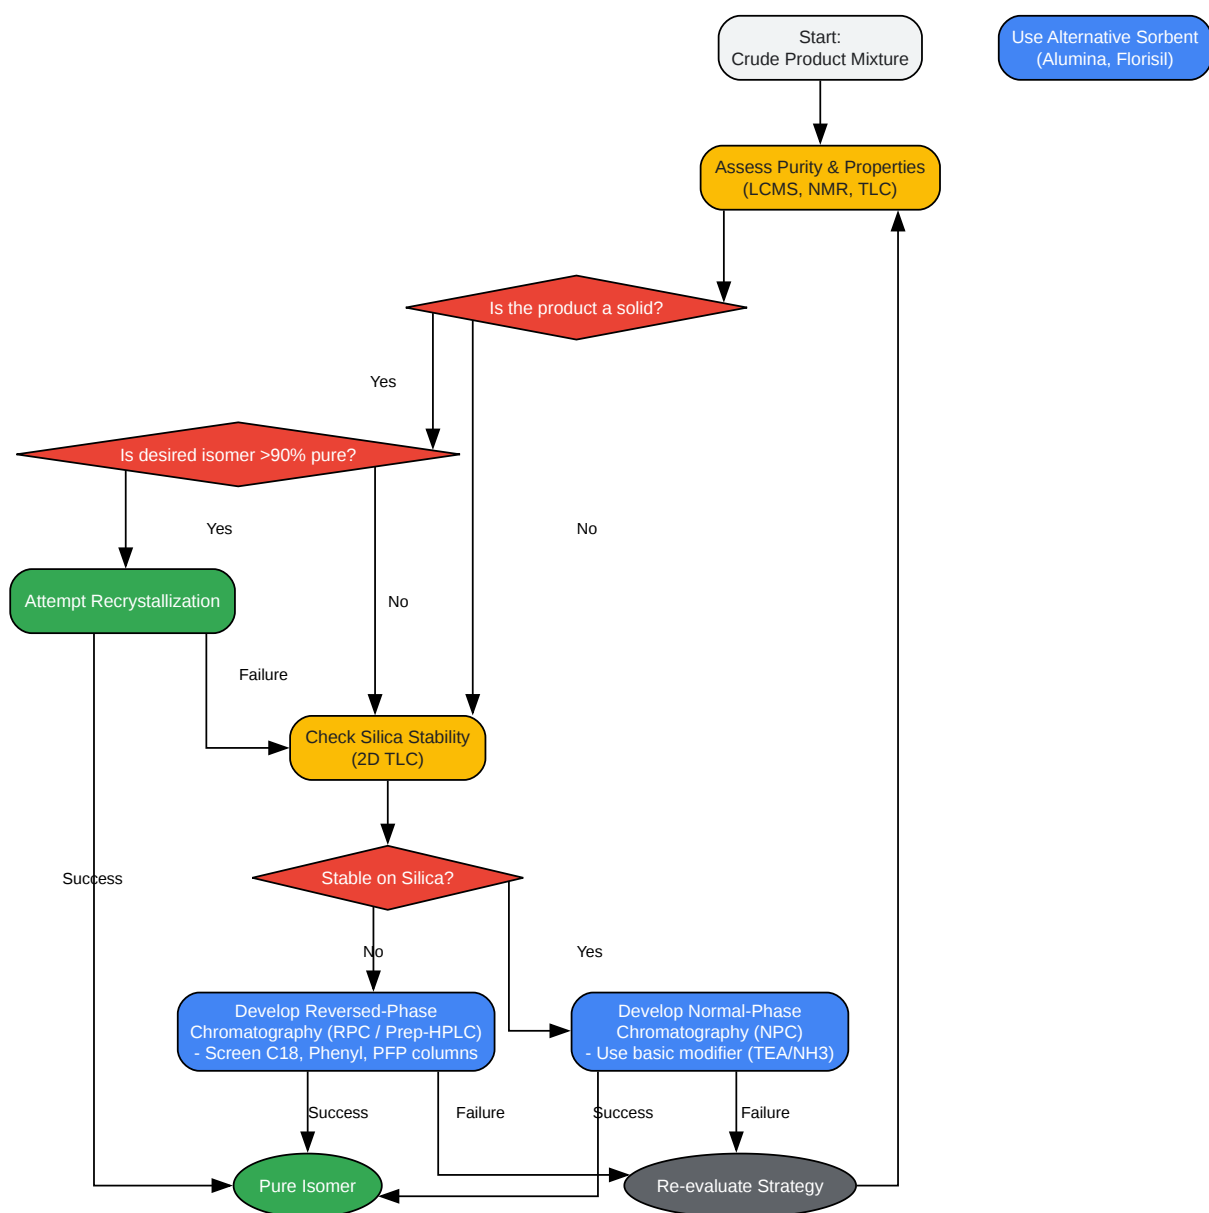 Start:
Crude Product Mixture
Use Alternative Sorbent
(Alumina, Florisil)
Assess Purity & Properties
(LCMS, NMR, TLC)
Is the product a solid?
Yes
Is desired isomer >90% pure?
Yes
No
Attempt Recrystallization
No
Failure
Check Silica Stability
(2D TLC)
Success
Stable on Silica?
No
Yes
Develop Reversed-Phase
Chromatography (RPC / Prep-HPLC)
- Screen C18, Phenyl, PFP columns
Develop Normal-Phase
Chromatography (NPC)
- Use basic modifier (TEA/NH3)
Success
Failure
Success
Failure
Pure Isomer
Re-evaluate Strategy